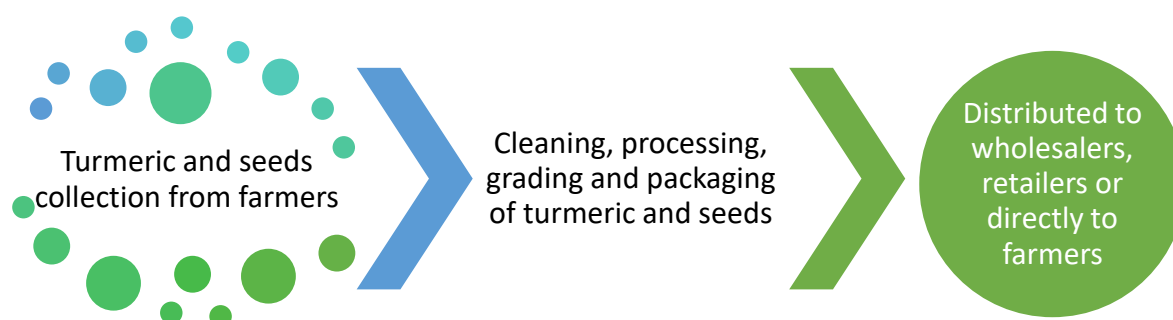 Turmeric and seeds
collection from farmers
Cleaning, processing,
grading and packaging
of turmeric and seeds
Distributed to
wholesalers,
retailers or
directly to
farmers